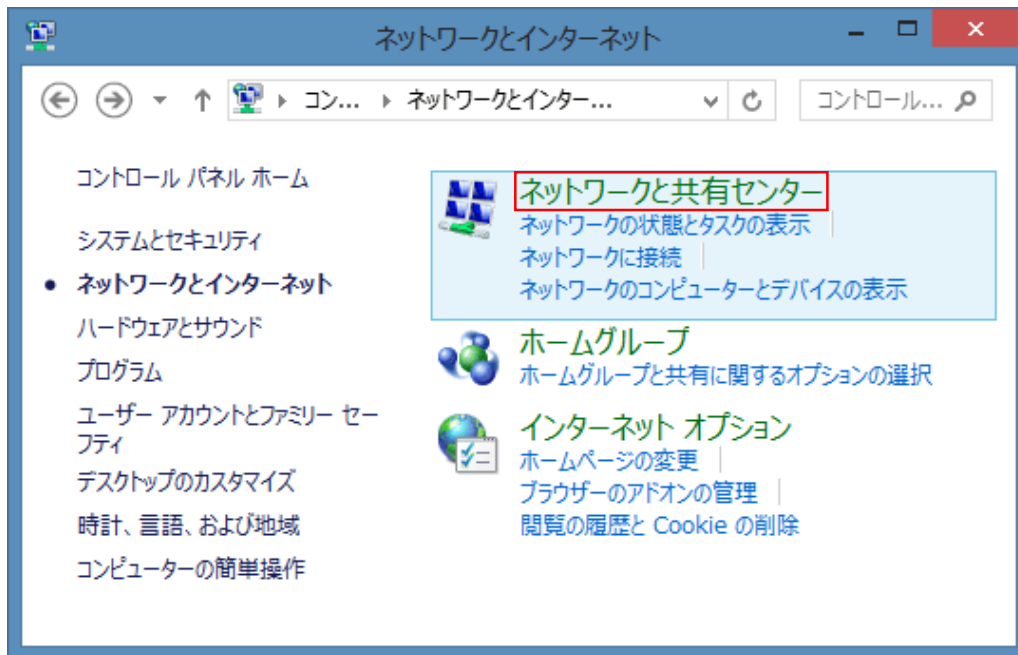 ネットワークとインターネット
コン... ネットワークとインター...
コントロール...
コントロール パネル ホーム
システムとセキュリティ
ネットワークとインターネット
ハードウェアとサウンド
プログラム
ユーザー アカウントとファミリー セー
フティ
デスクトップのカスタマイズ
時計、言語、および地域
コンピューターの簡単操作
ネットワークと共有センター
ネットワークの状態とタスクの表示
ネットワークに接続
ネットワークのコンピューターとデバイスの表示
ホームグループ
ホームグループと共有に関するオプションの選択
インターネット オプション
ホームページの変更
ブラウザーのアドオンの管理
閲覧の履歴と Cookie の削除